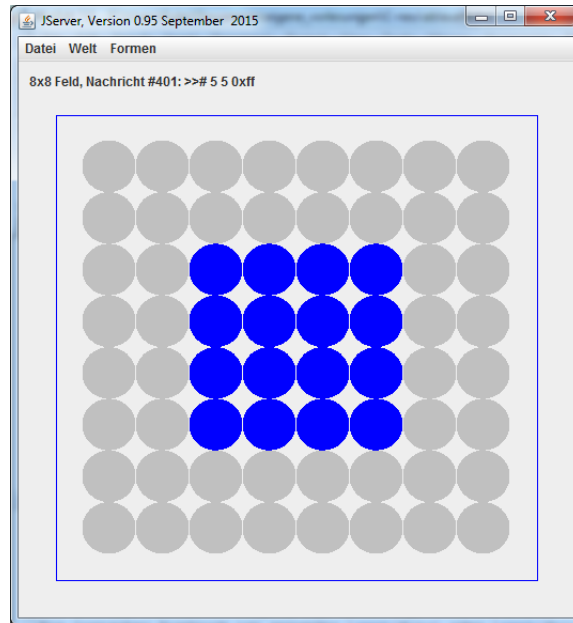 JServer, Version 0.95 September 2015
Datei Welt Formen
8x8 Feld, Nachricht #401: >># 5 5 0xff